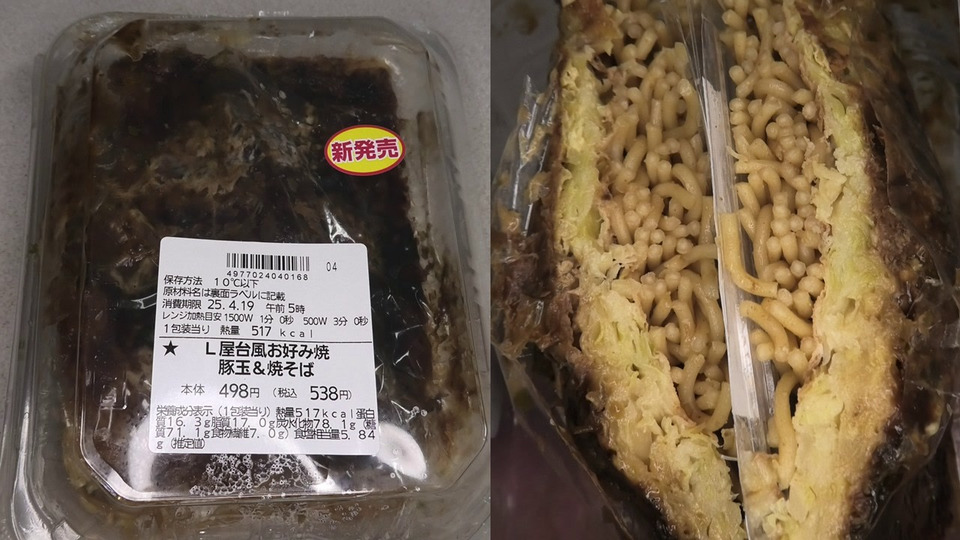 新発売
4977024040168
04
保存方法 10℃以下
原材料名は裏面ラベルに記載
消費期限 25.4.19 午前5時
レンジ加熱目安 1500W 1分 0秒 500W 3分 0秒
1包装当り 熱量 517 kcal
★ L屋台風お好み焼
豚玉&焼そば
本体 498円 (税込 538円)
栄養成分表示(1包装当り)熱量517kcal蛋白
質16.3g脂質17.0g炭水化物78.1g(糖
質71.1g食物繊維7.0g)食塩相当量5.84
g(推定値)